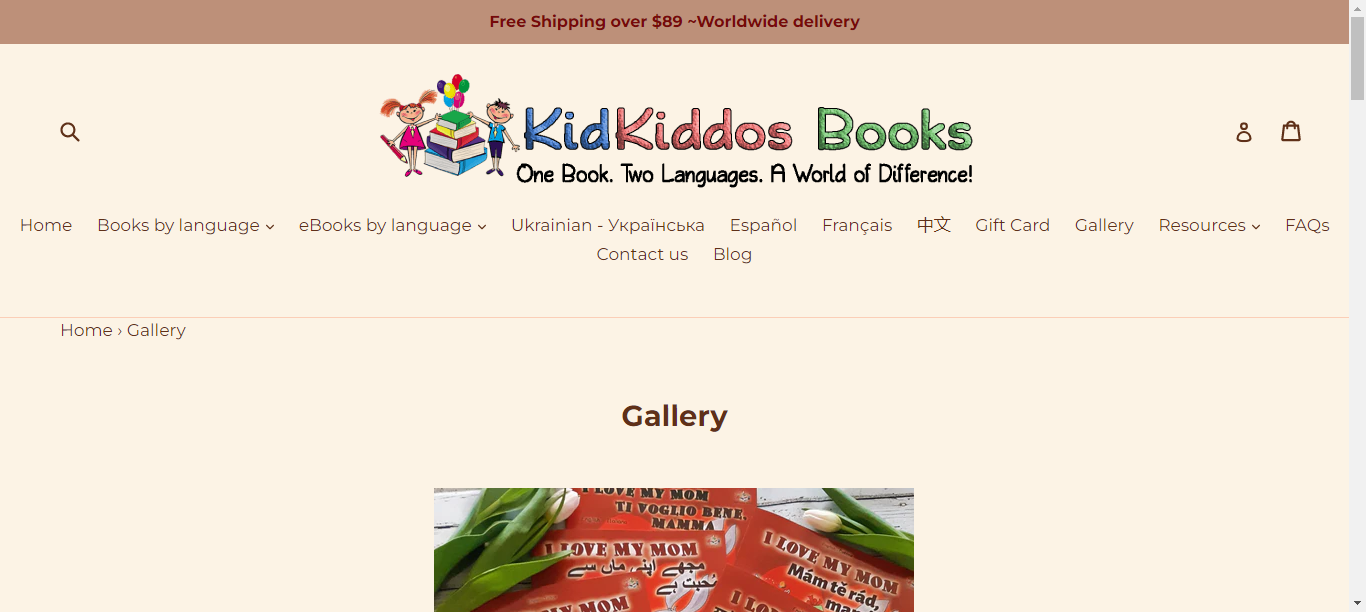 Free Shipping over $89 ~Worldwide delivery
KidKiddos Books
One Book. Two Languages. A World of Difference!
Home Books by language eBooks by language Ukrainian - Українська Español Français 中文 Gift Card Gallery Resources FAQs
Contact us Blog
Home › Gallery
Gallery
I LOVE MY MOM
TI VOGLIO BENE,
MAMMA
I LOVE MY MOM
مجھے اپنی ماں سے
محبت ہے
I LOVE MY MOM
Mám tě rád,
I LOVE MY MOM